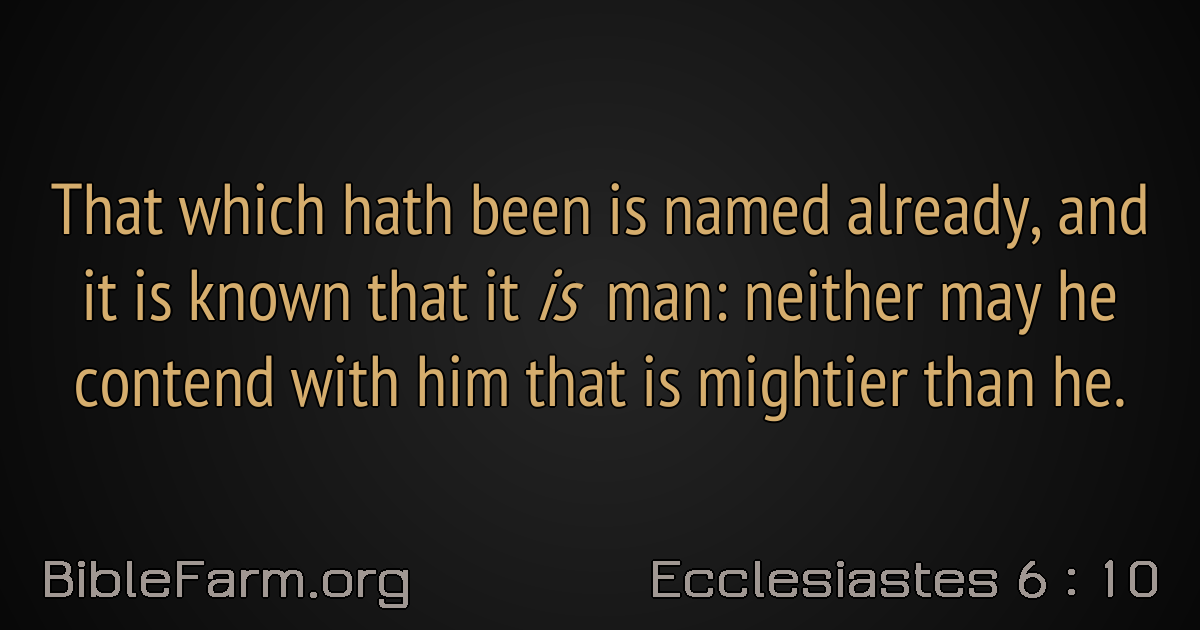 That which hath been is named already, and
it is known that it is man: neither may he
contend with him that is mightier than he.
BibleFarm.org
Ecclesiastes 6 : 10